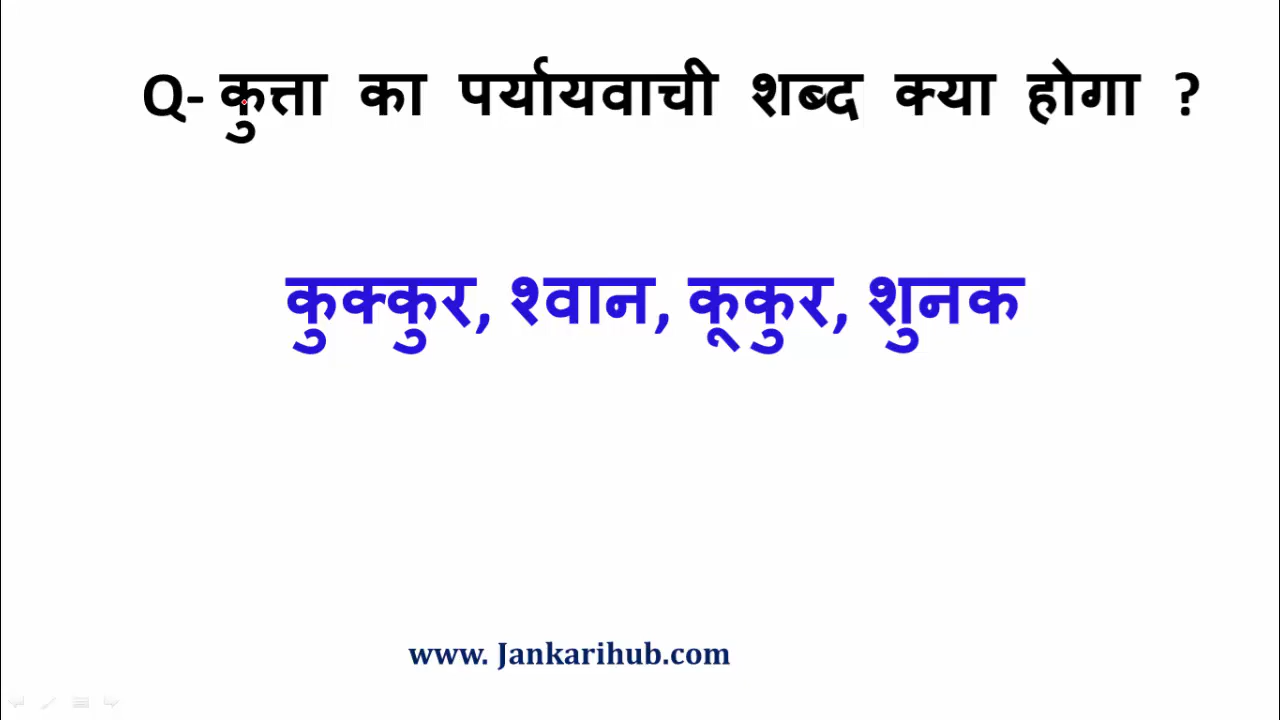 Q- कुत्ता का पर्यायवाची शब्द क्या होगा ?
कुक्कुर, श्वान, कूकुर, शुनक
www. Jankarihub.com